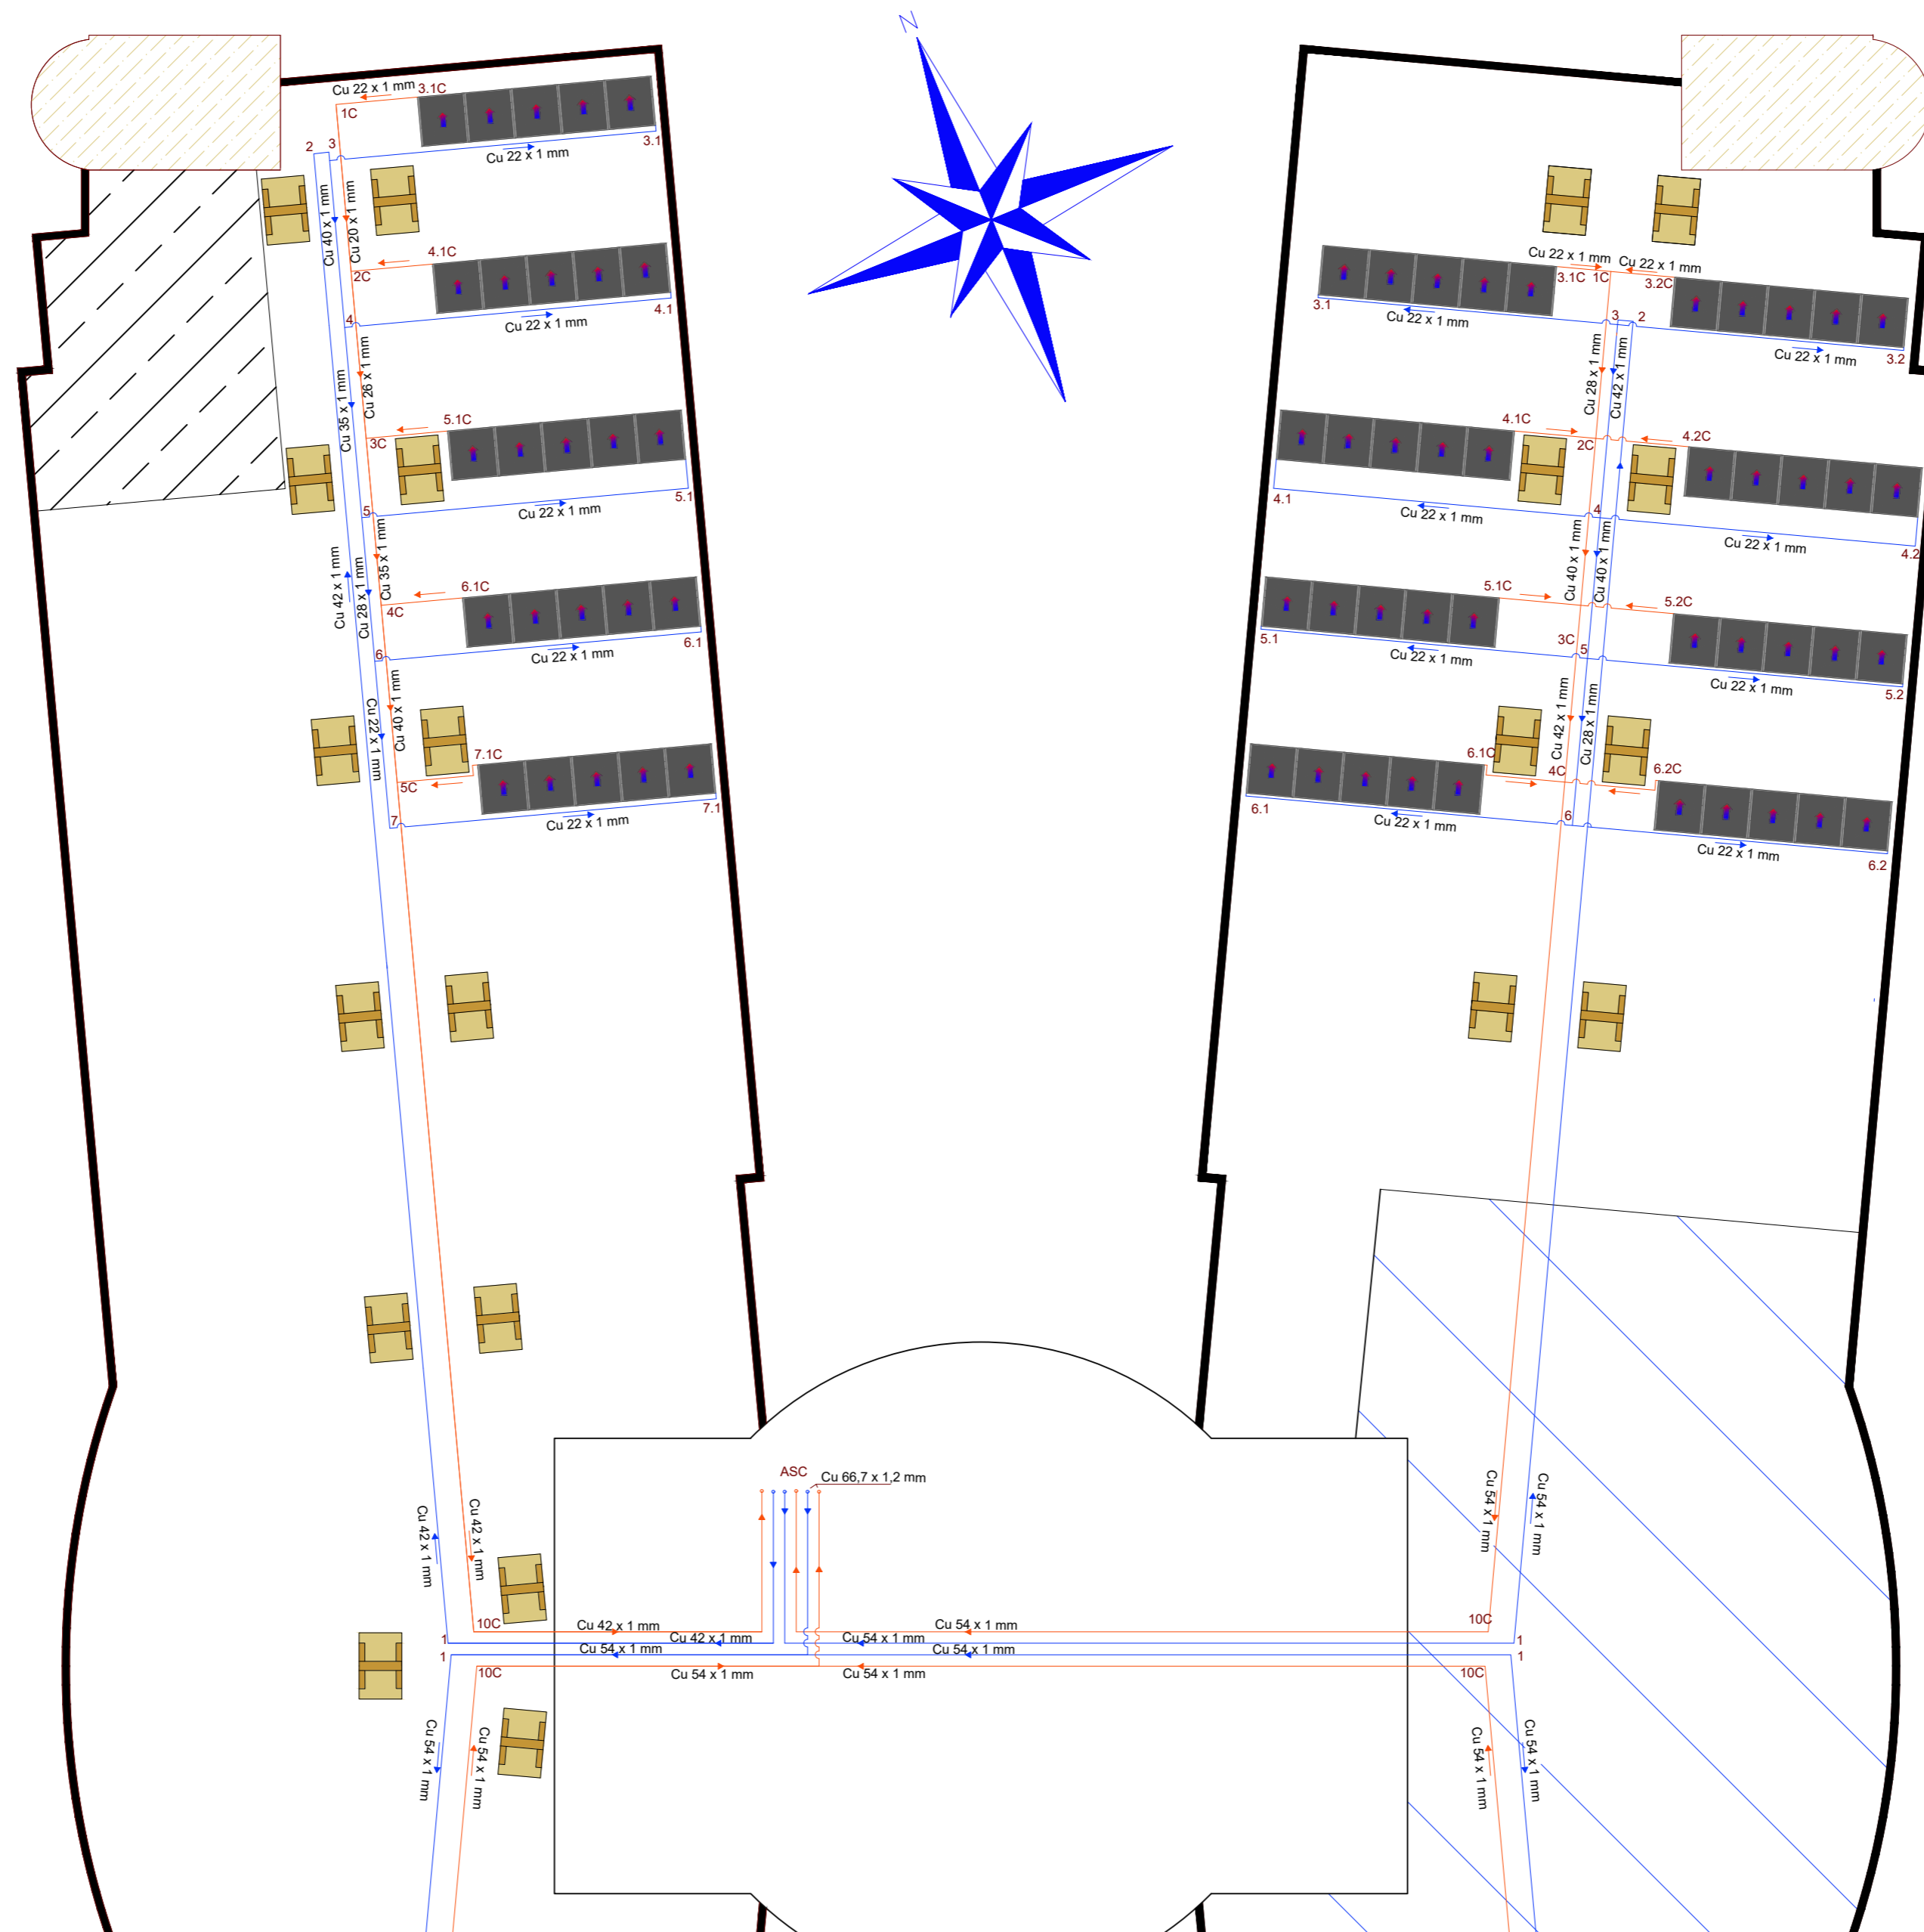 N
Cu 22 x 1 mm
3.1C
1C
2
3
Cu 22 x 1 mm
3.1
Cu 40 x 1 mm
Cu 20 x 1 mm
4.1C
2C
4
4.1
Cu 22 x 1 mm
Cu 35 x 1 mm
Cu 26 x 1 mm
5.1C
3C
5
5.1
Cu 22 x 1 mm
Cu 42 x 1 mm
Cu 28 x 1 mm
Cu 35 x 1 mm
6.1C
4C
6
6.1
Cu 22 x 1 mm
Cu 22 x 1 mm
Cu 40 x 1 mm
7.1C
5C
7
7.1
Cu 22 x 1 mm
Cu 22 x 1 mm
Cu 22 x 1 mm
3.1C
1C
3.2C
3.1
Cu 22 x 1 mm
3
2
Cu 22 x 1 mm
3.2
Cu 28 x 1 mm
Cu 42 x 1 mm
4.1C
2C
4.2C
4.1
Cu 22 x 1 mm
4
Cu 22 x 1 mm
4.2
Cu 40 x 1 mm
Cu 40 x 1 mm
5.1C
5.2C
5.1
Cu 22 x 1 mm
3C
5
Cu 22 x 1 mm
5.2
Cu 42 x 1 mm
Cu 28 x 1 mm
6.1C
4C
6.2C
6.1
Cu 22 x 1 mm
6
Cu 22 x 1 mm
6.2
ASC
Cu 66,7 x 1,2 mm
Cu 42 x 1 mm
Cu 42 x 1 mm
Cu 54 x 1 mm
Cu 54 x 1 mm
10C
Cu 42 x 1 mm
Cu 54 x 1 mm
10C
1
Cu 42 x 1 mm
Cu 54 x 1 mm
1
1
Cu 54 x 1 mm
Cu 54 x 1 mm
1
10C
Cu 54 x 1 mm
Cu 54 x 1 mm
10C
Cu 54 x 1 mm
Cu 54 x 1 mm
Cu 54 x 1 mm
Cu 54 x 1 mm